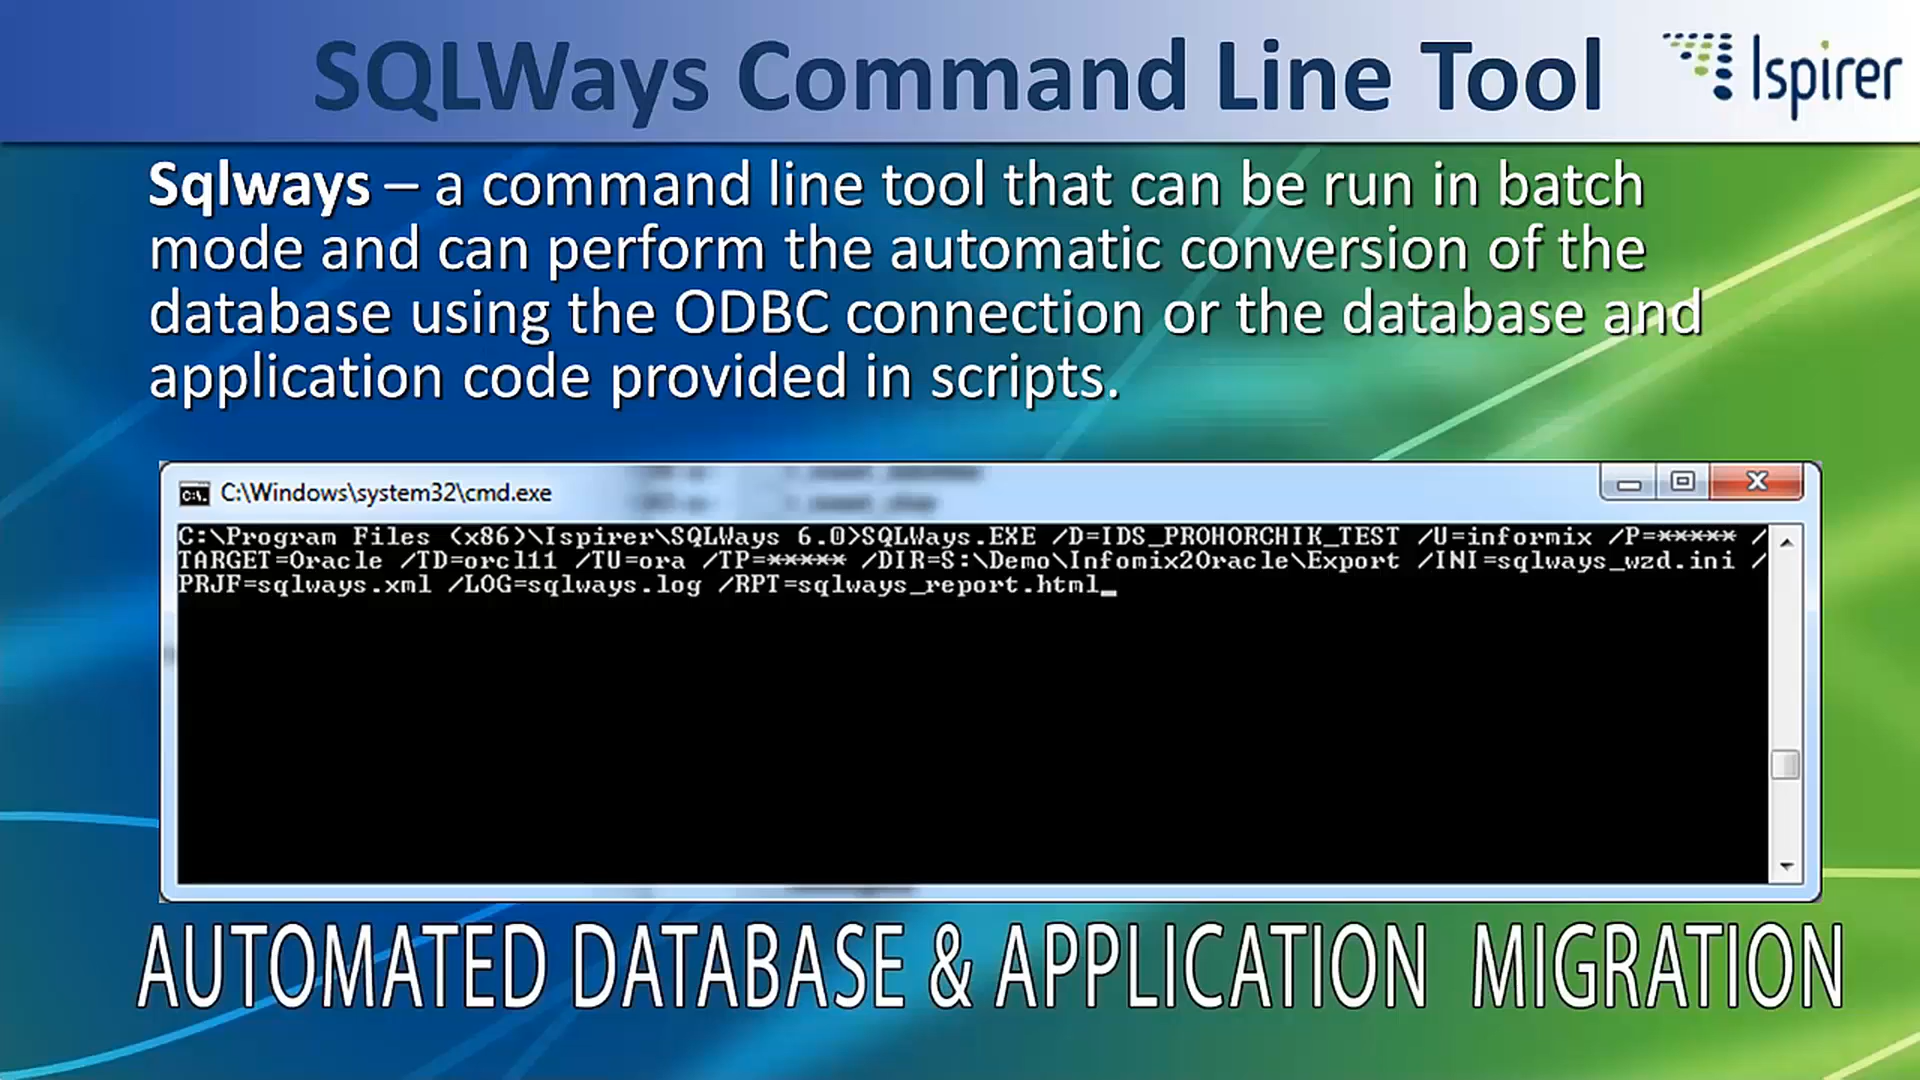 SQLWays Command Line Tool
Ispirer
Sqlways – a command line tool that can be run in batch
mode and can perform the automatic conversion of the
database using the ODBC connection or the database and
application code provided in scripts.
C:\Windows\system32\cmd.exe
C:\Program Files (x86)\Ispirer\SQLWays 6.0>SQLWays.EXE /D=IDS_PROHORCHIK_TEST /U=informix /P=***** /
TARGET=Oracle /TD=orcl11 /TU=ora /TP=***** /DIR=S:\Demo\Infomix2Oracle\Export /INI=sqlways_wzd.ini /
PRJF=sqlways.xml /LOG=sqlways.log /RPT=sqlways_report.html_
AUTOMATED DATABASE & APPLICATION MIGRATION